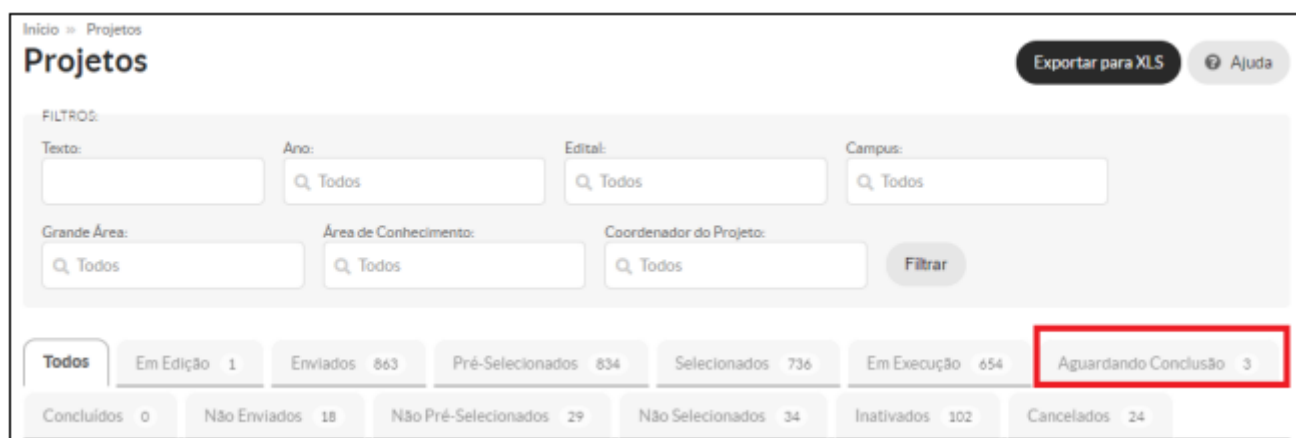 Início » Projetos
Projetos
Exportar para XLS
Ajuda
FILTROS:
Texto: Ano: Edital: Campus:
Todos Todos Todos
Grande Área: Área de Conhecimento: Coordenador do Projeto:
Todos Todos Todos Filtrar
Todos Em Edição 1 Enviados 863 Pré-Selecionados 834 Selecionados 736 Em Execução 654 Aguardando Conclusão 3
Concluídos 0 Não Enviados 18 Não Pré-Selecionados 29 Não Selecionados 34 Inativados 102 Cancelados 24